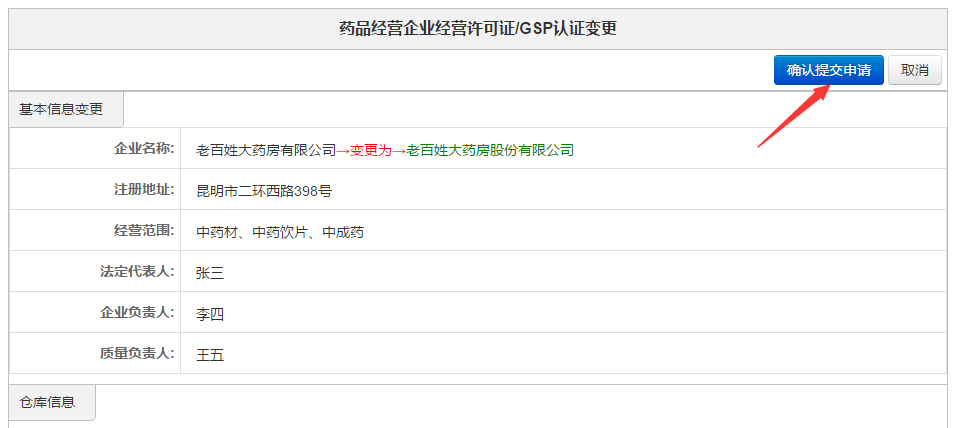 药品经营企业经营许可证/GSP认证变更
确认提交申请 取消
基本信息变更
企业名称: 老百姓大药房有限公司→变更为→老百姓大药房股份有限公司
注册地址: 昆明市二环西路398号
经营范围: 中药材、中药饮片、中成药
法定代表人: 张三
企业负责人: 李四
质量负责人: 王五
仓库信息